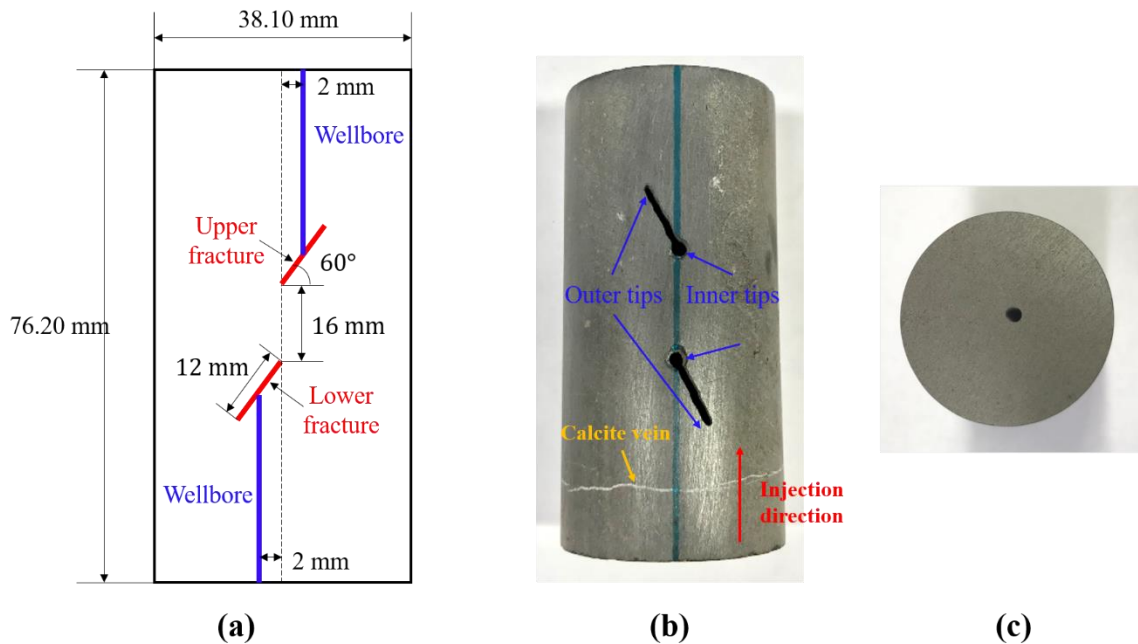 38.10 mm
2 mm
Wellbore
Upper
fracture
60°
16 mm
76.20 mm
12 mm
Lower
fracture
Wellbore
2 mm
(a)
Outer tips
Inner tips
Calcite vein
Injection
direction
(b)
(c)